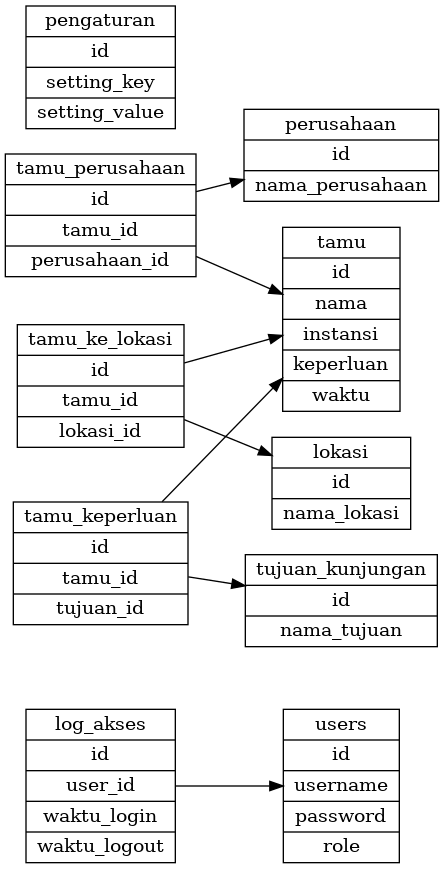 pengaturan
id
setting_key
setting_value
perusahaan
id
nama_perusahaan
tamu_perusahaan
id
tamu_id
perusahaan_id
tamu
id
nama
instansi
keperluan
waktu
tamu_ke_lokasi
id
tamu_id
lokasi_id
lokasi
id
nama_lokasi
tamu_keperluan
id
tamu_id
tujuan_id
tujuan_kunjungan
id
nama_tujuan
log_akses
id
user_id
waktu_login
waktu_logout
users
id
username
password
role